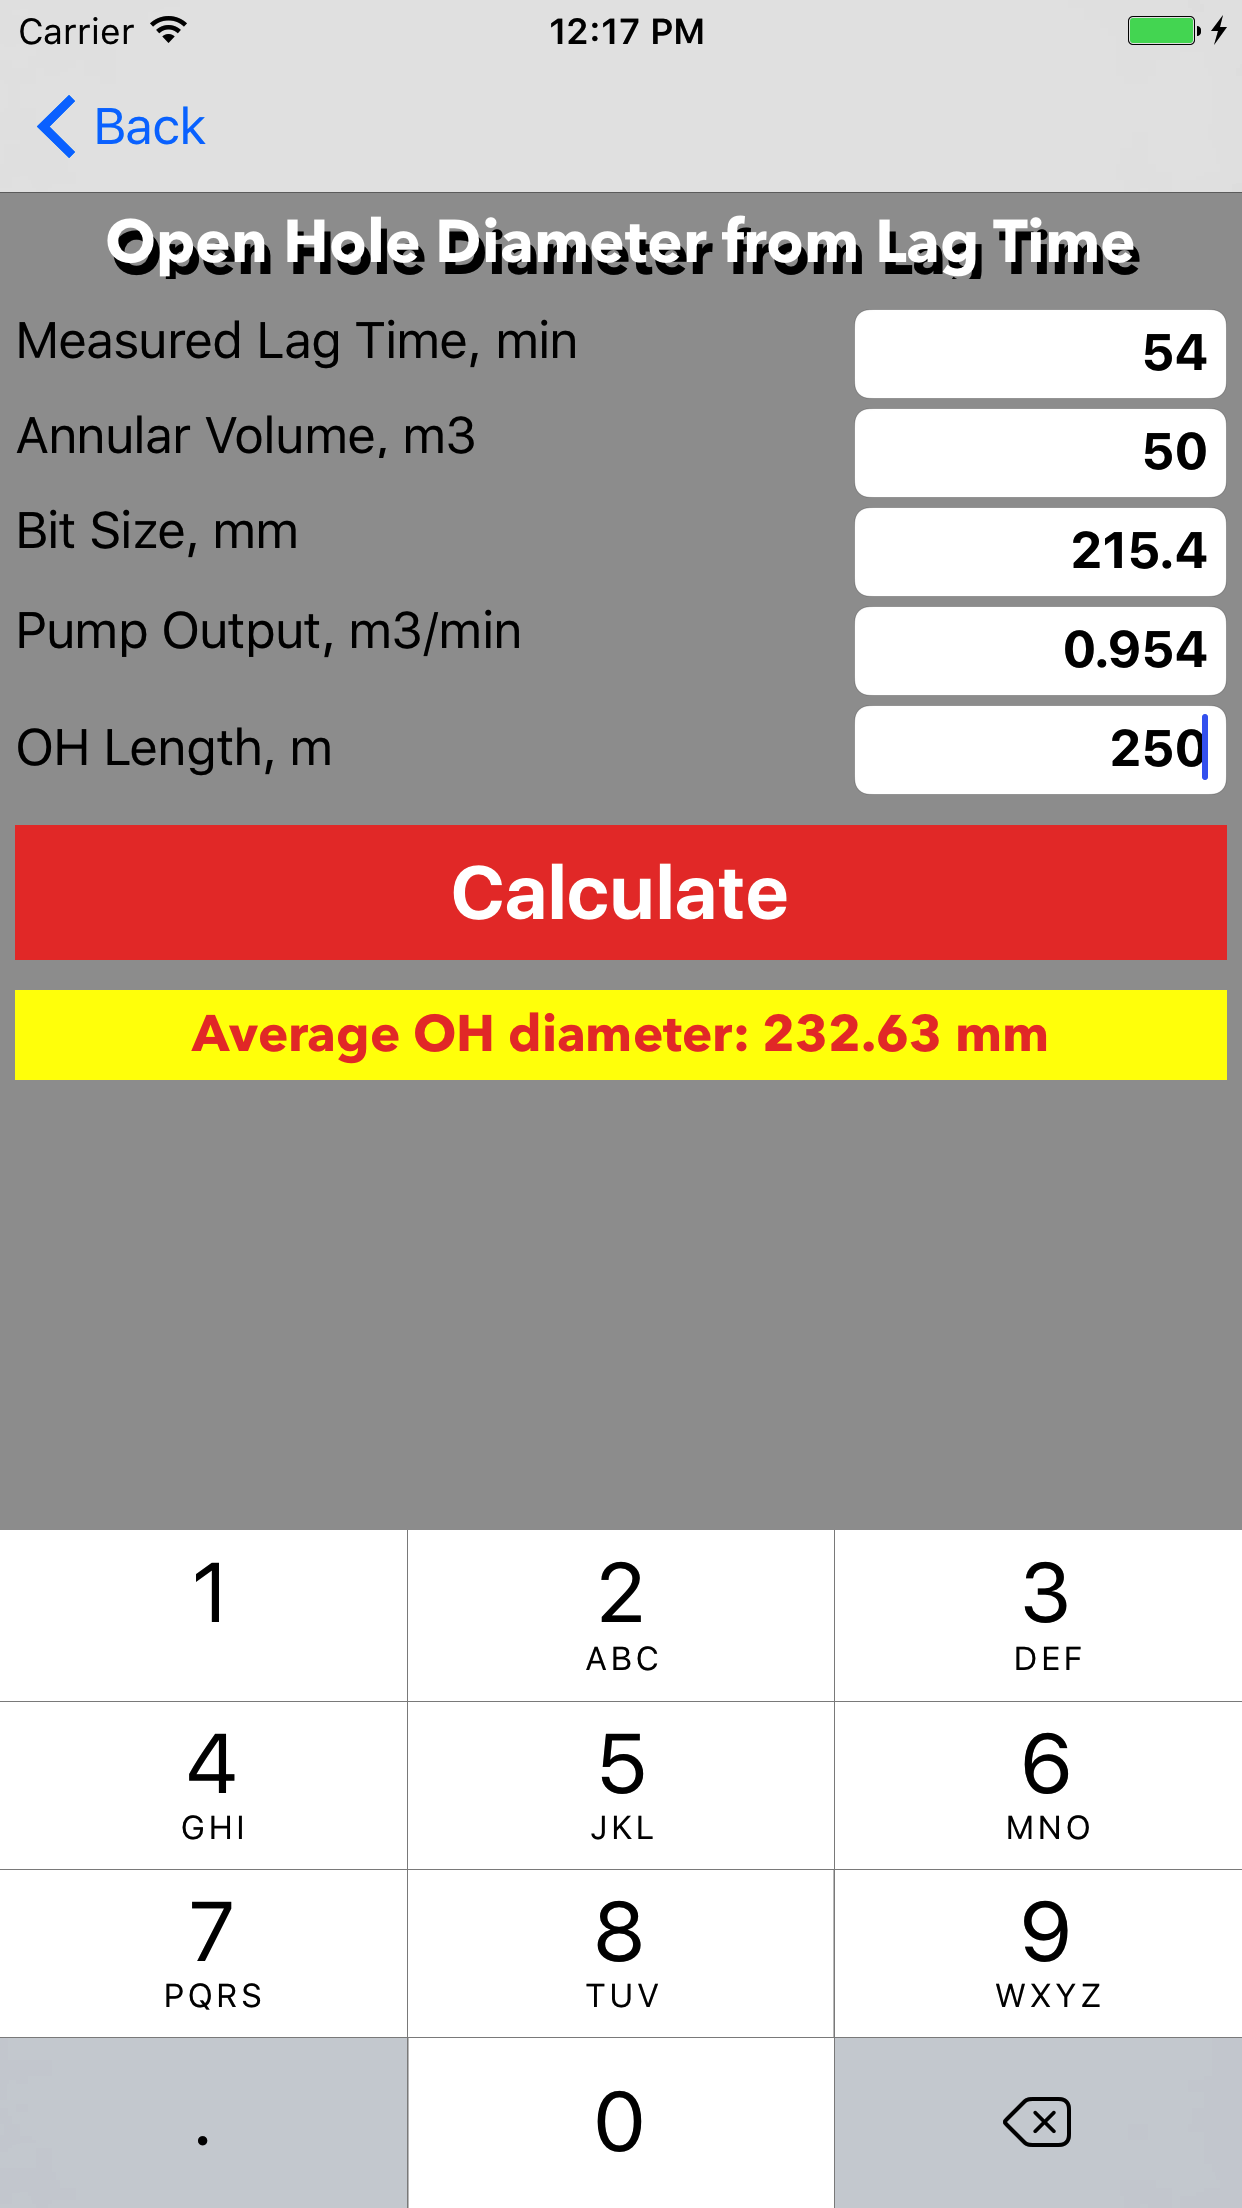 Carrier 12:17 PM
Back
Open Hole Diameter from Lag Time
Measured Lag Time, min 54
Annular Volume, m3 50
Bit Size, mm 215.4
Pump Output, m3/min 0.954
OH Length, m 250
Calculate
Average OH diameter: 232.63 mm
1 2 3
ABC DEF
4 5 6
GHI JKL MNO
7 8 9
PQRS TUV WXYZ
. 0